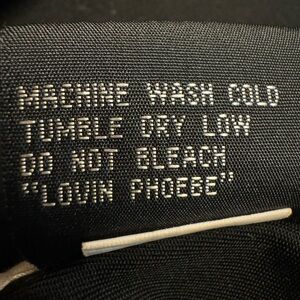 MACHINE WASH COLD
TUMBLE DRY LOW
DO NOT BLEACH
"LOVIN PHOEBE"